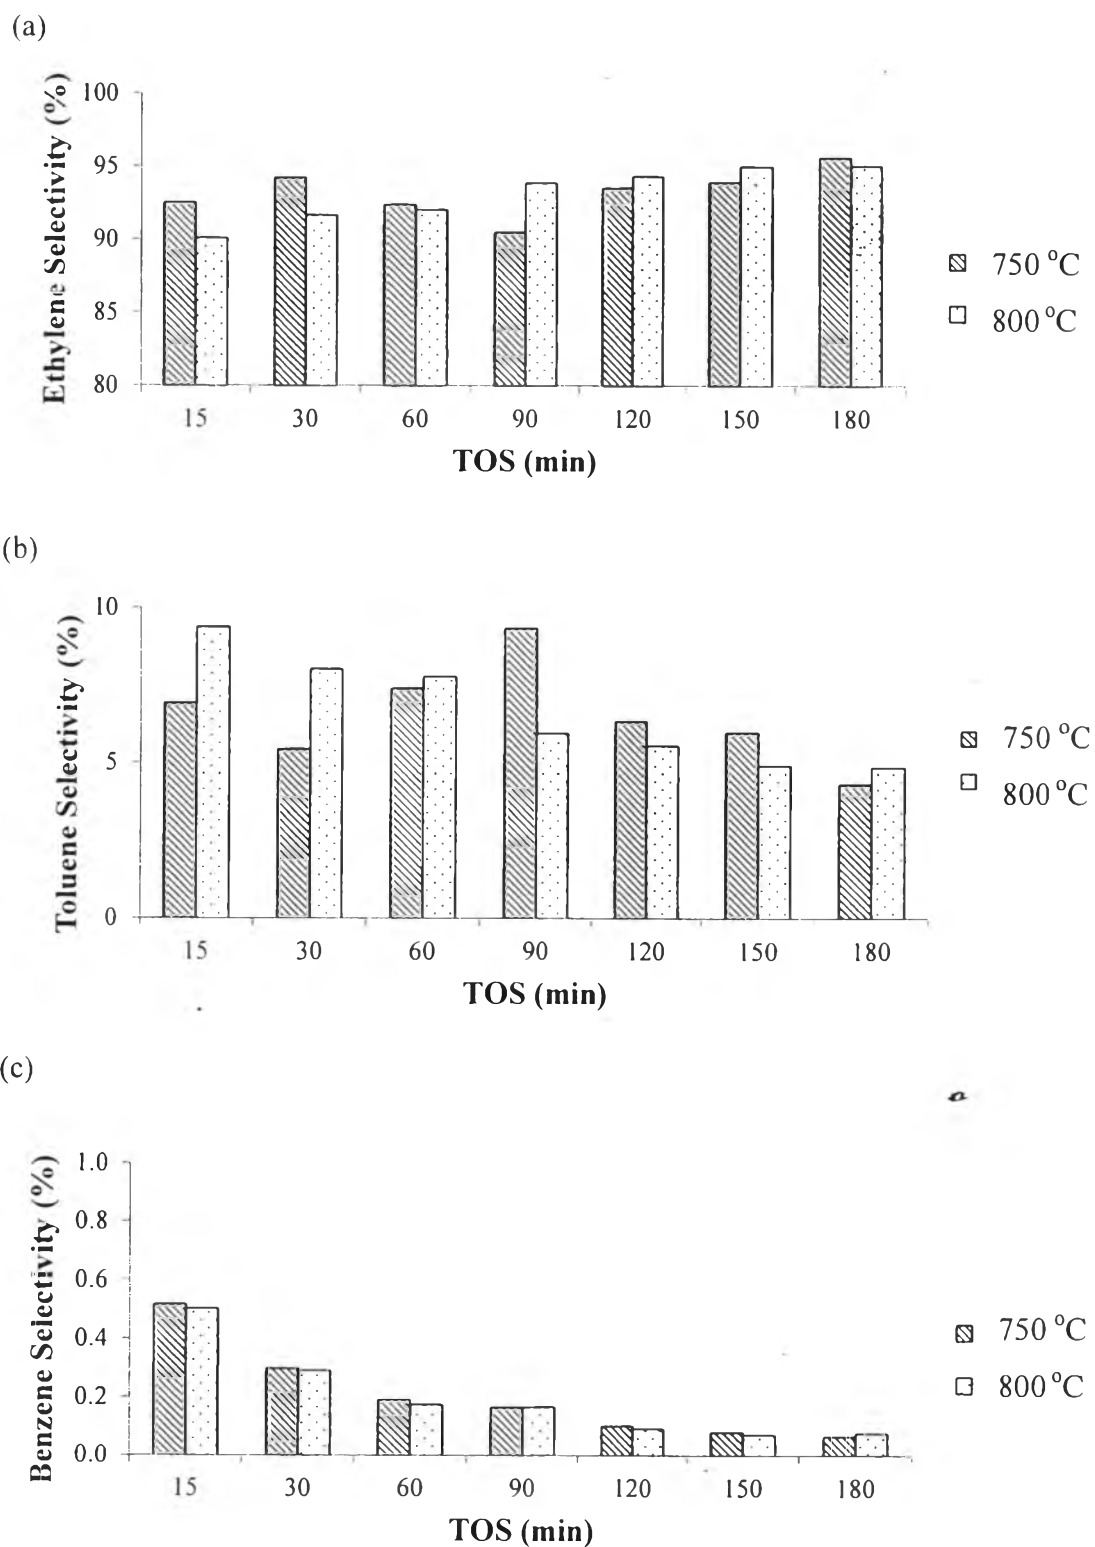 (a)
Ethylene Selectivity (%)
100
95
90
85
80
15 30 60 90 120 150 180
TOS (min)
750 °C
800 °C
(b)
Toluene Selectivity (%)
10
5
0
15 30 60 90 120 150 180
TOS (min)
750 °C
800 °C
(c)
Benzene Selectivity (%)
1.0
0.8
0.6
0.4
0.2
0.0
15 30 60 90 120 150 180
TOS (min)
750 °C
800 °C